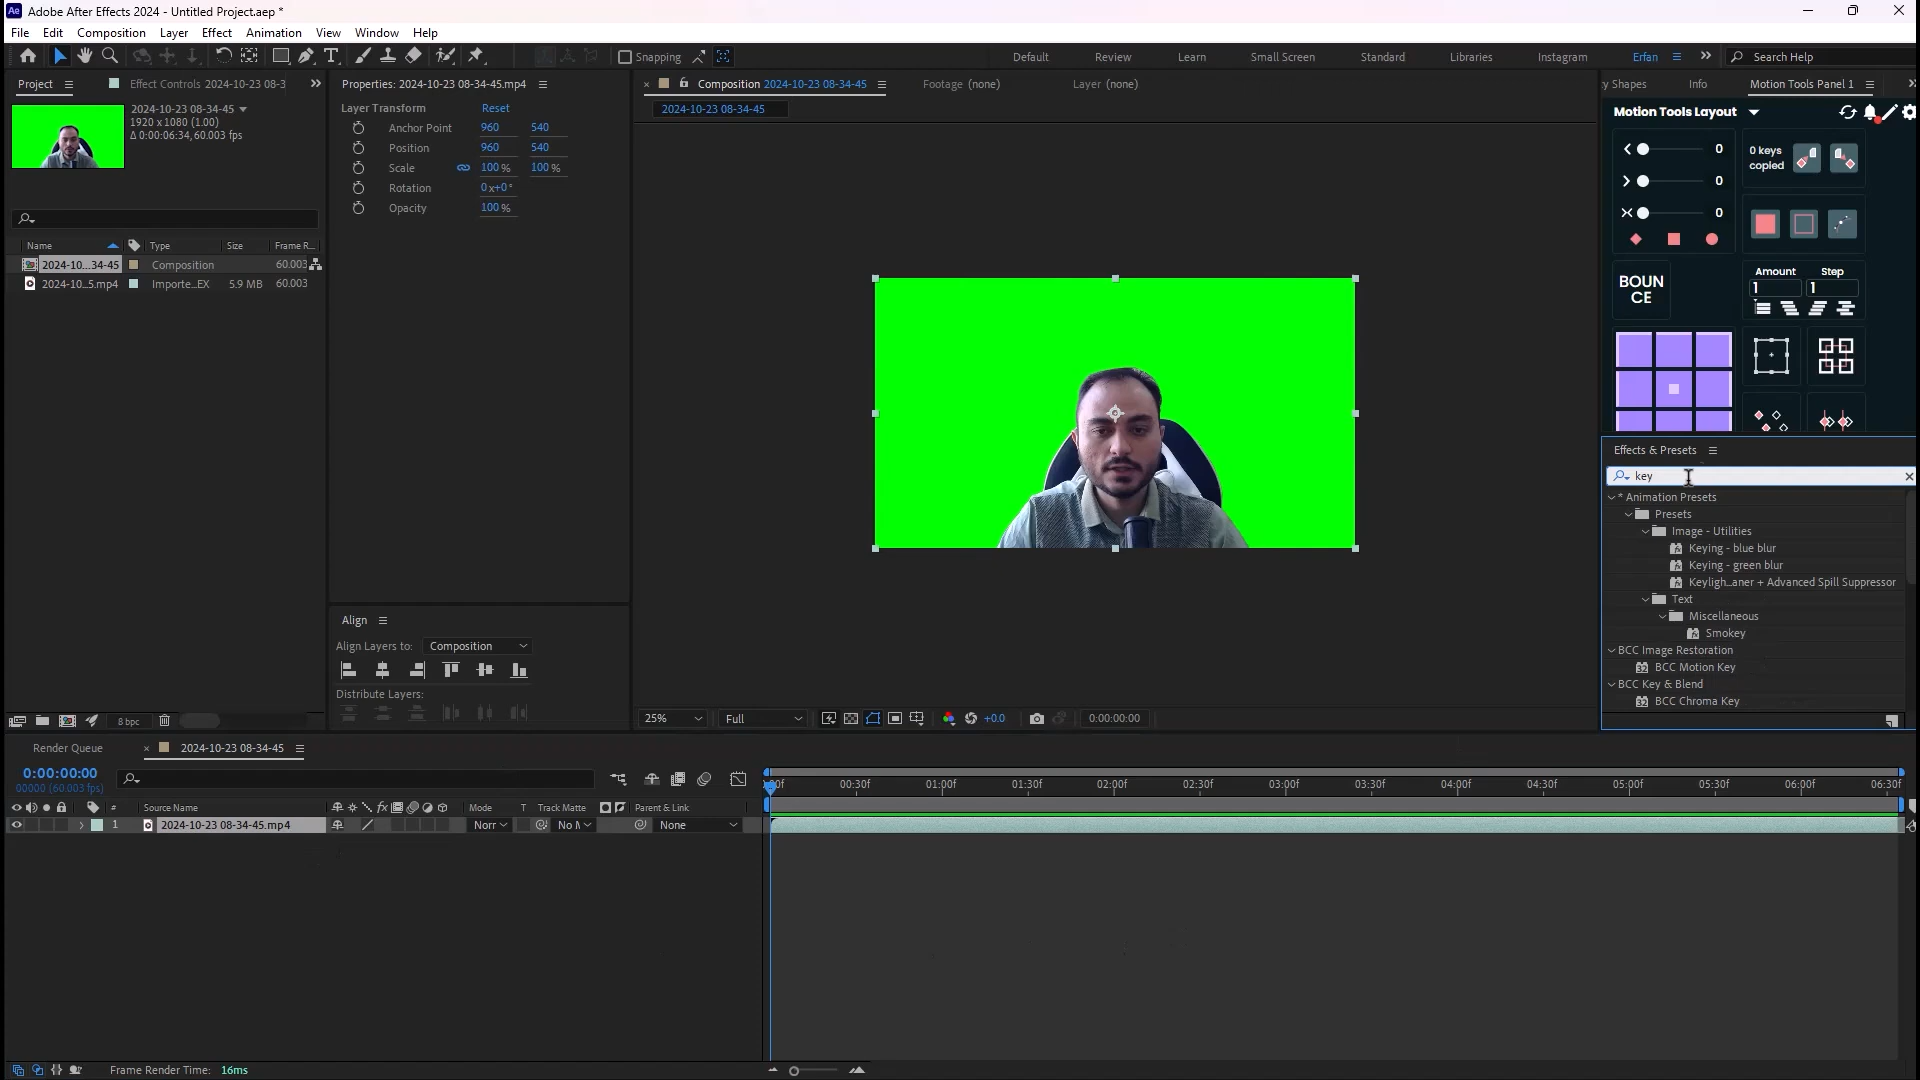 Ae Adobe After Effects 2024 - Untitled Project.aep *
File Edit Composition Layer Effect Animation View Window Help
Snapping
Default Review Learn Small Screen Standard Libraries Instagram Erfan Search Help
Project Effect Controls 2024-10-23 08-3
2024-10-23 08-34-45
1920 x 1080 (1.00)
Δ 0:00:06:34, 60.003 fps
Name Type Size Frame R...
2024-10...34-45 Composition 60.003
2024-10...5.mp4 Importe...EX 5.9 MB 60.003
8 bpc
Properties: 2024-10-23 08-34-45.mp4
Layer Transform Reset
Anchor Point 960 540
Position 960 540
Scale 100 % 100 %
Rotation 0x+0°
Opacity 100 %
Align
Align Layers to: Composition
Distribute Layers:
Composition 2024-10-23 08-34-45 Footage (none) Layer (none)
2024-10-23 08-34-45
25% Full +0.0 0:00:00:00
y Shapes Info Motion Tools Panel 1
Motion Tools Layout
0
0
0
0 keys
copied
BOUN
CE
Amount Step
1 1
Effects & Presets
key
* Animation Presets
Presets
Image - Utilities
Keying - blue blur
Keying - green blur
Keyligh...aner + Advanced Spill Suppressor
Text
Miscellaneous
Smokey
BCC Image Restoration
32 BCC Motion Key
BCC Key & Blend
32 BCC Chroma Key
Render Queue 2024-10-23 08-34-45
0:00:00:00
00000 (60.003 fps)
:00f 00:30f 01:00f 01:30f 02:00f 02:30f 03:00f 03:30f 04:00f 04:30f 05:00f 05:30f 06:00f 06:30f
# Source Name fx Mode T Track Matte Parent & Link
1 2024-10-23 08-34-45.mp4 Norr No M None
Frame Render Time: 16ms